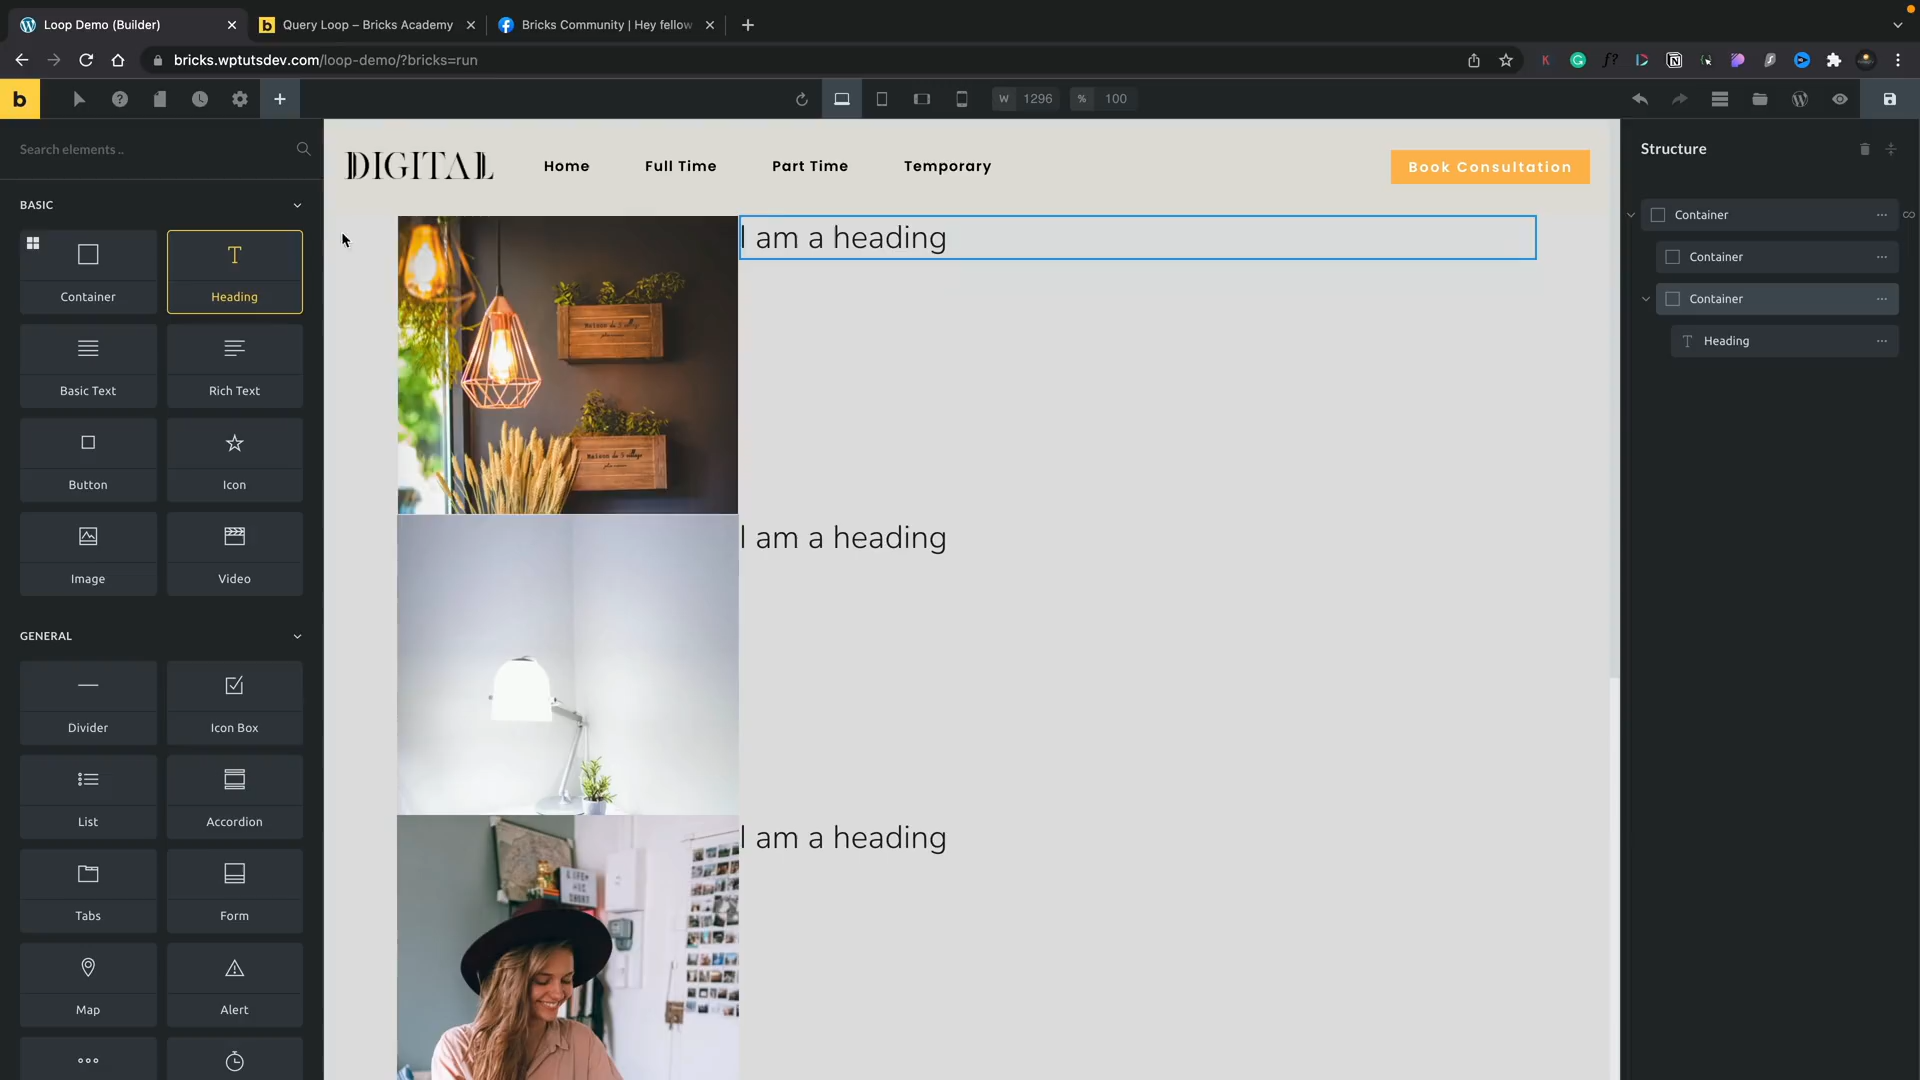 Loop Demo (Builder)
Query Loop – Bricks Academy
Bricks Community | Hey fellow
bricks.wptutsdev.com/loop-demo/?bricks=run
b
W 1296
% 100
Search elements ..
BASIC
Container
Heading
Basic Text
Rich Text
Button
Icon
Image
Video
GENERAL
Divider
Icon Box
List
Accordion
Tabs
Form
Map
Alert
DIGITAL
Home
Full Time
Part Time
Temporary
Book Consultation
I am a heading
I am a heading
I am a heading
Structure
Container
Container
Container
Heading